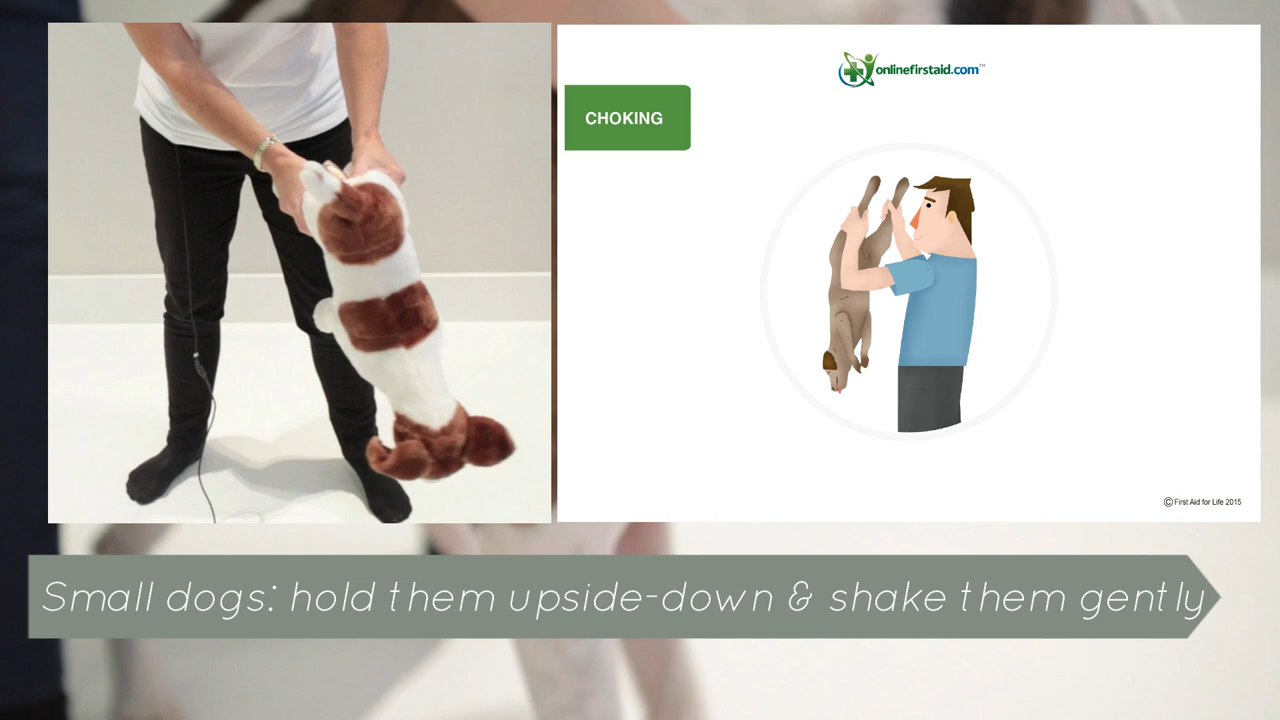 onlinefirstaid.com™
CHOKING
© First Aid for Life 2015
Small dogs: hold them upside-down & shake them gently